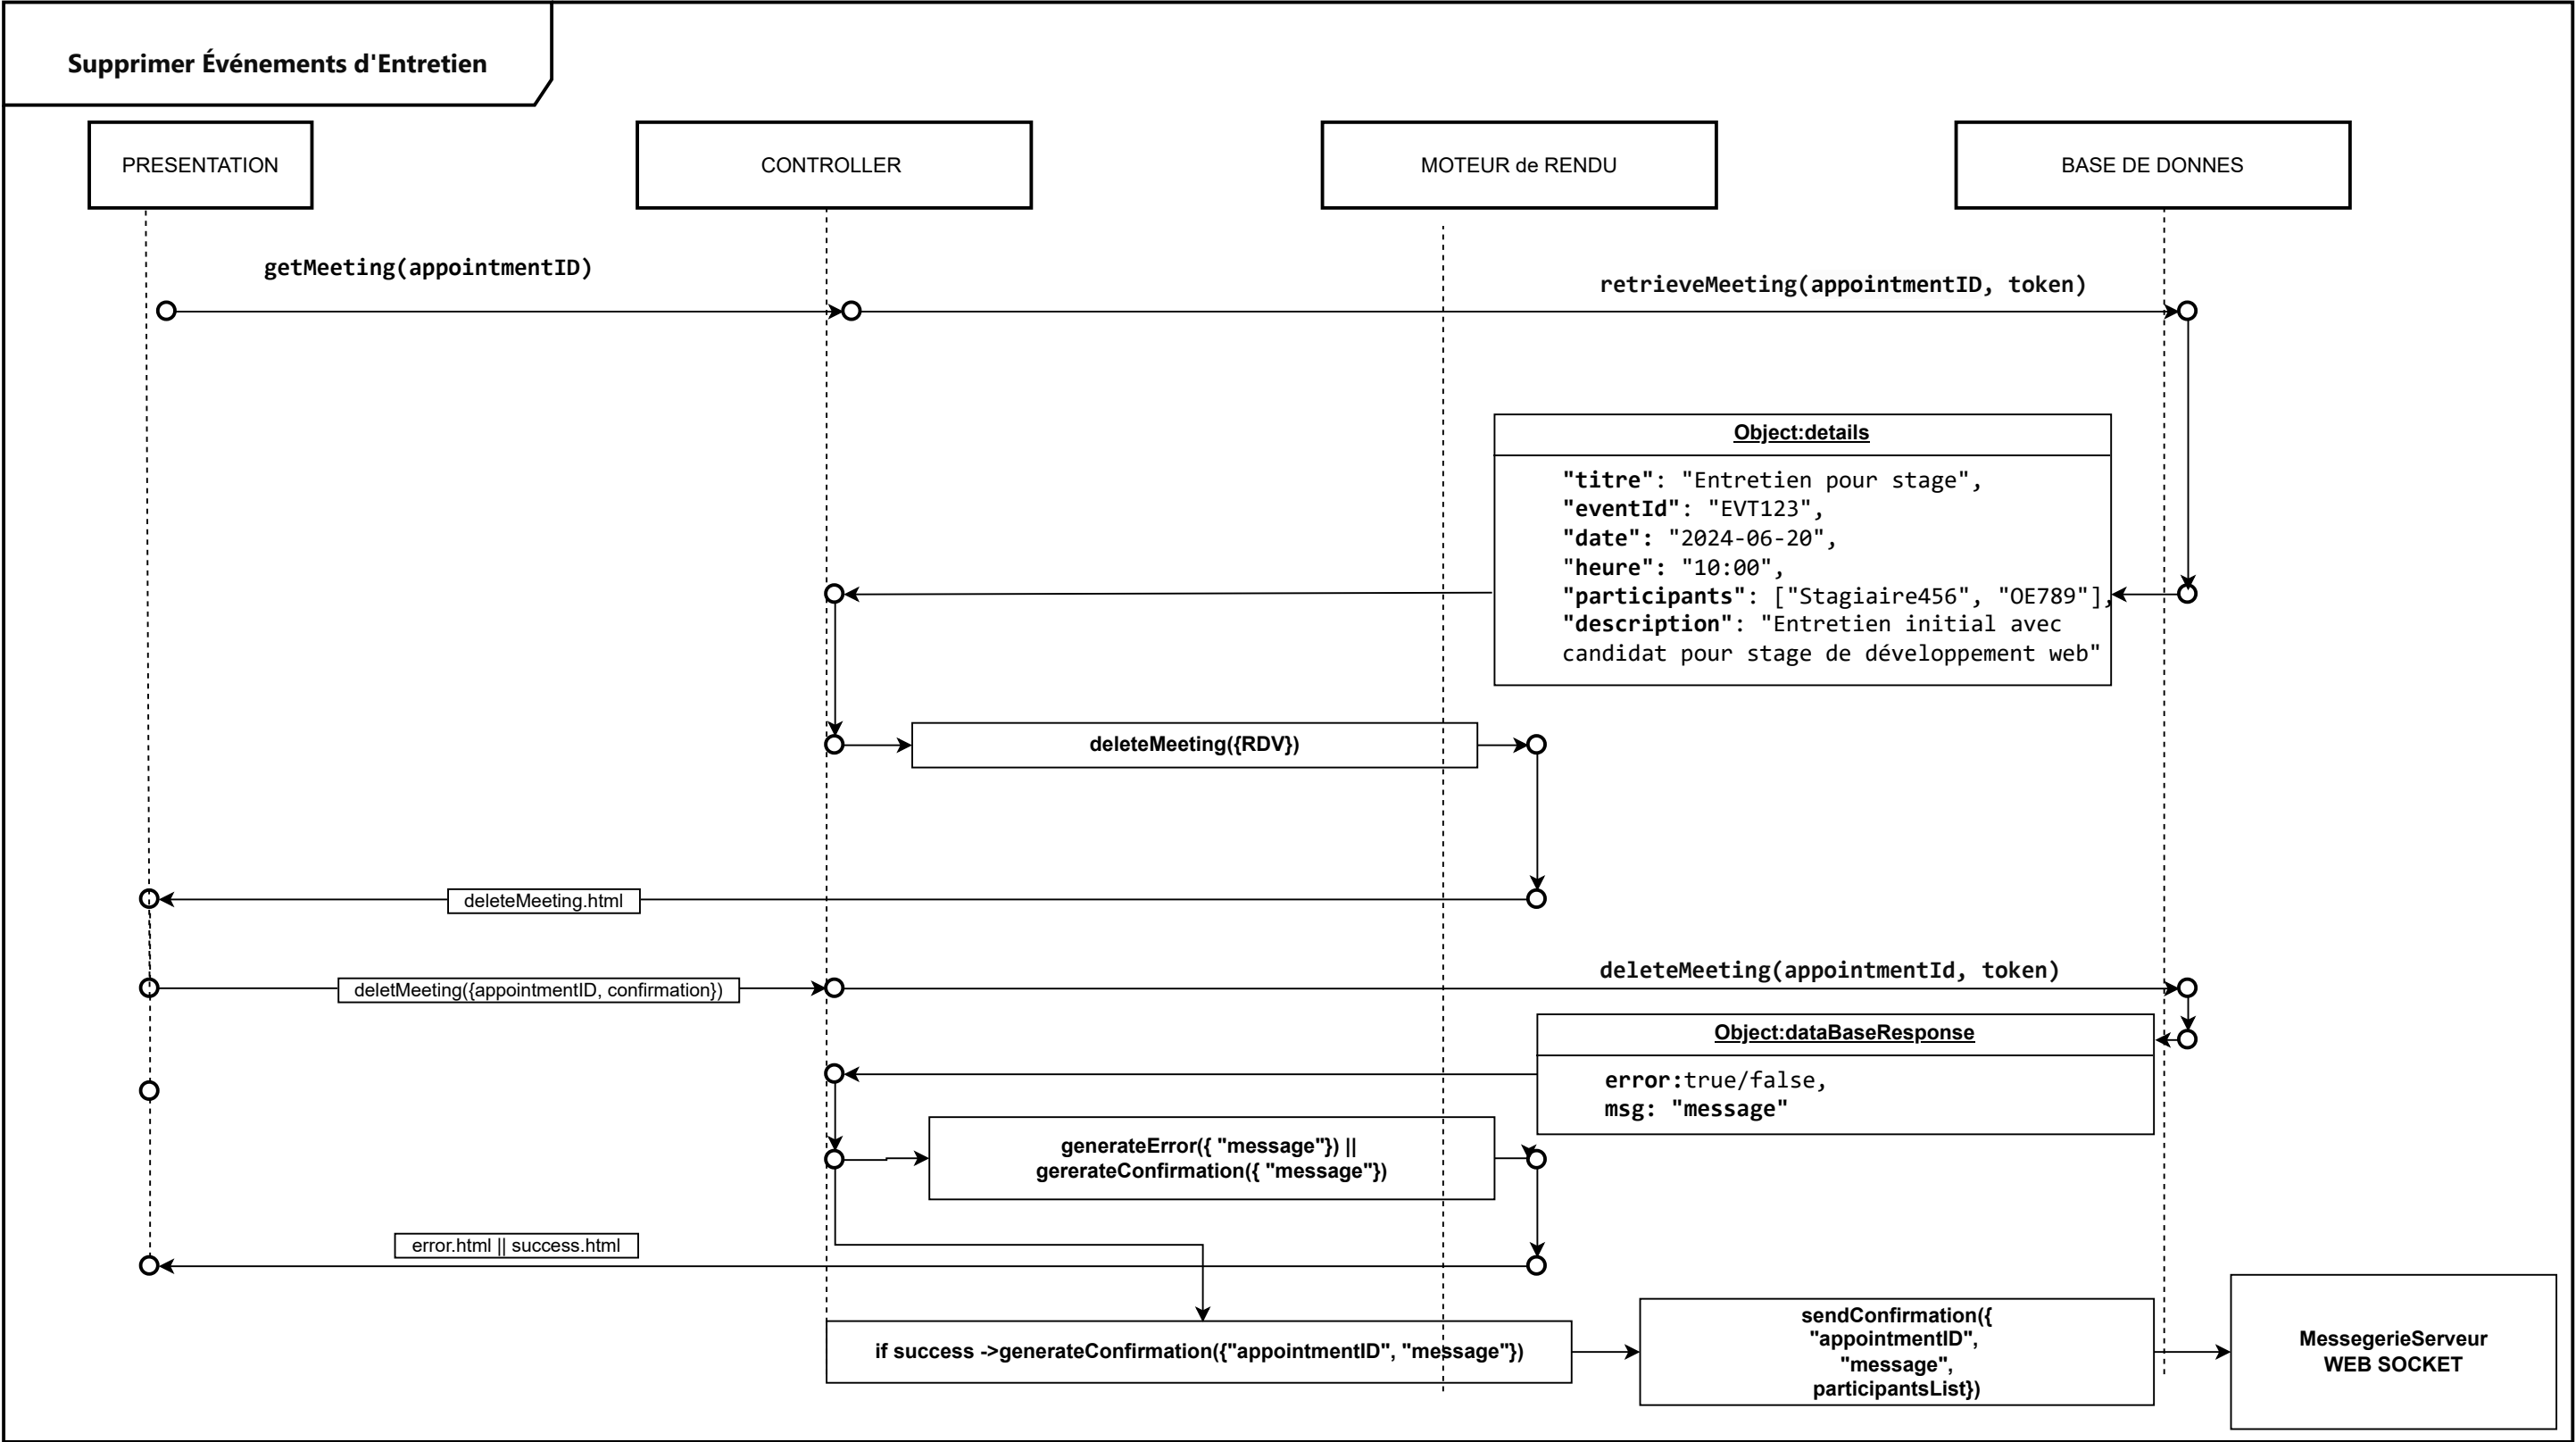 Supprimer Événements d'Entretien
PRESENTATION
CONTROLLER
MOTEUR de RENDU
BASE DE DONNES
getMeeting(appointmentID)
retrieveMeeting(appointmentID, token)
Object:details
"titre": "Entretien pour stage",
"eventId": "EVT123",
"date": "2024-06-20",
"heure": "10:00",
"participants": ["Stagiaire456", "OE789"],
"description": "Entretien initial avec
candidat pour stage de développement web"
deleteMeeting({RDV})
deleteMeeting.html
deleteMeeting(appointmentId, token)
deletMeeting({appointmentID, confirmation})
Object:dataBaseResponse
error:true/false,
msg: "message"
generateError({ "message"}) ||
gererateConfirmation({ "message"})
error.html || success.html
if success ->generateConfirmation({"appointmentID", "message"})
sendConfirmation({
"appointmentID",
"message",
participantsList})
MessegerieServeur
WEB SOCKET